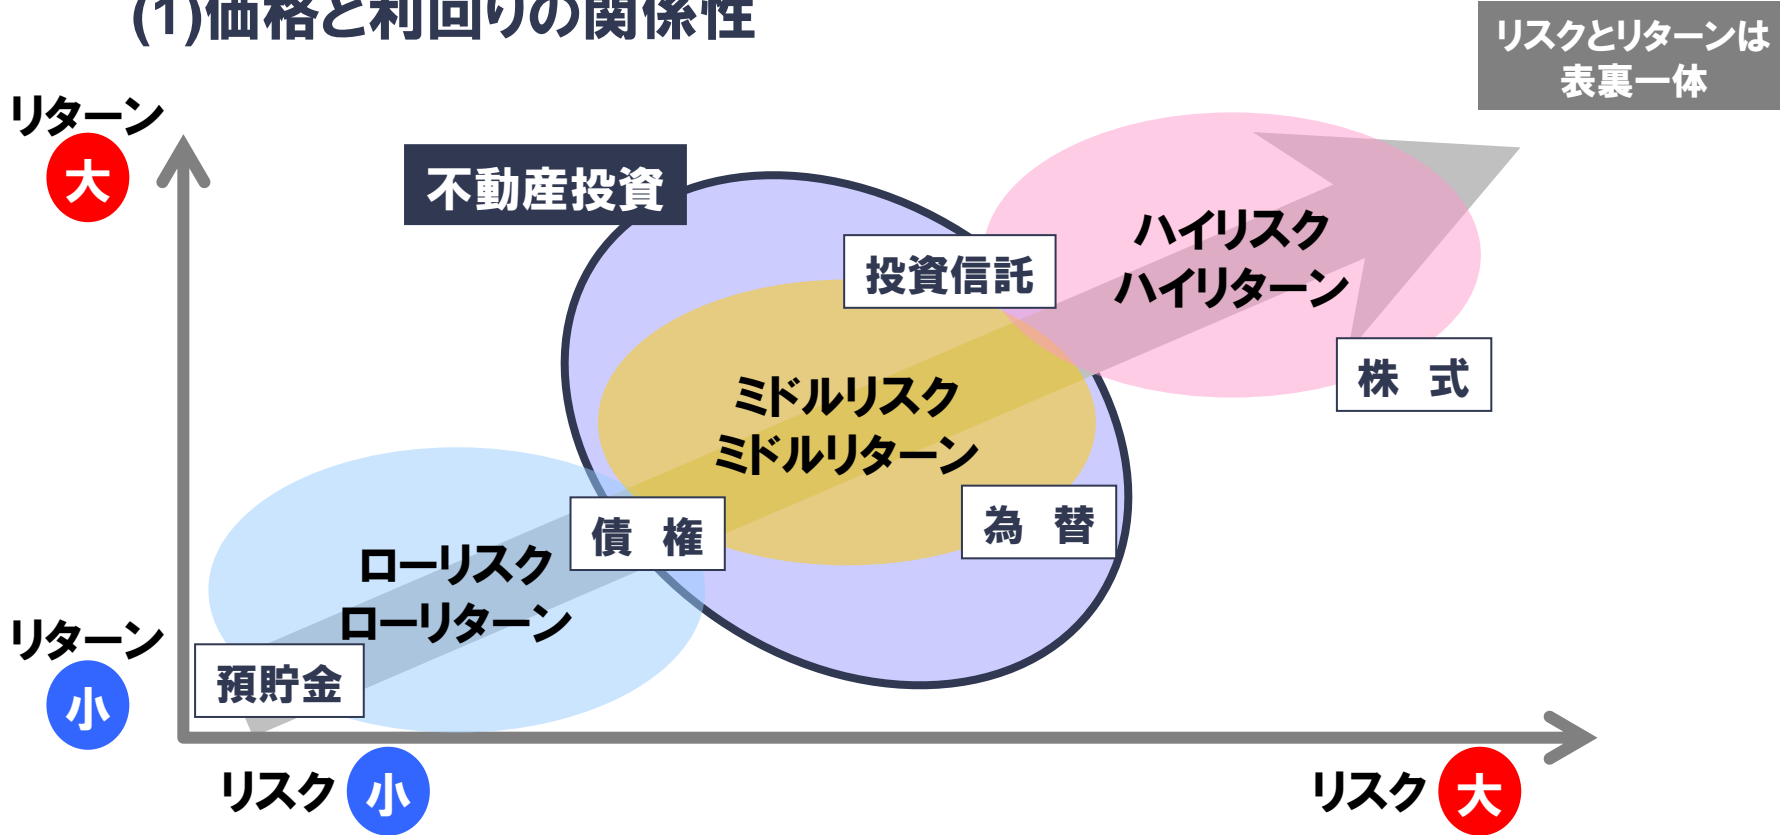 (1)価格と利回りの関係性
リスクとリターンは
表裏一体
リターン
大
不動産投資
ハイリスク
ハイリターン
投資信託
株 式
ミドルリスク
ミドルリターン
債 権
為 替
ローリスク
ローリターン
リターン
小
預貯金
リスク 小
リスク 大